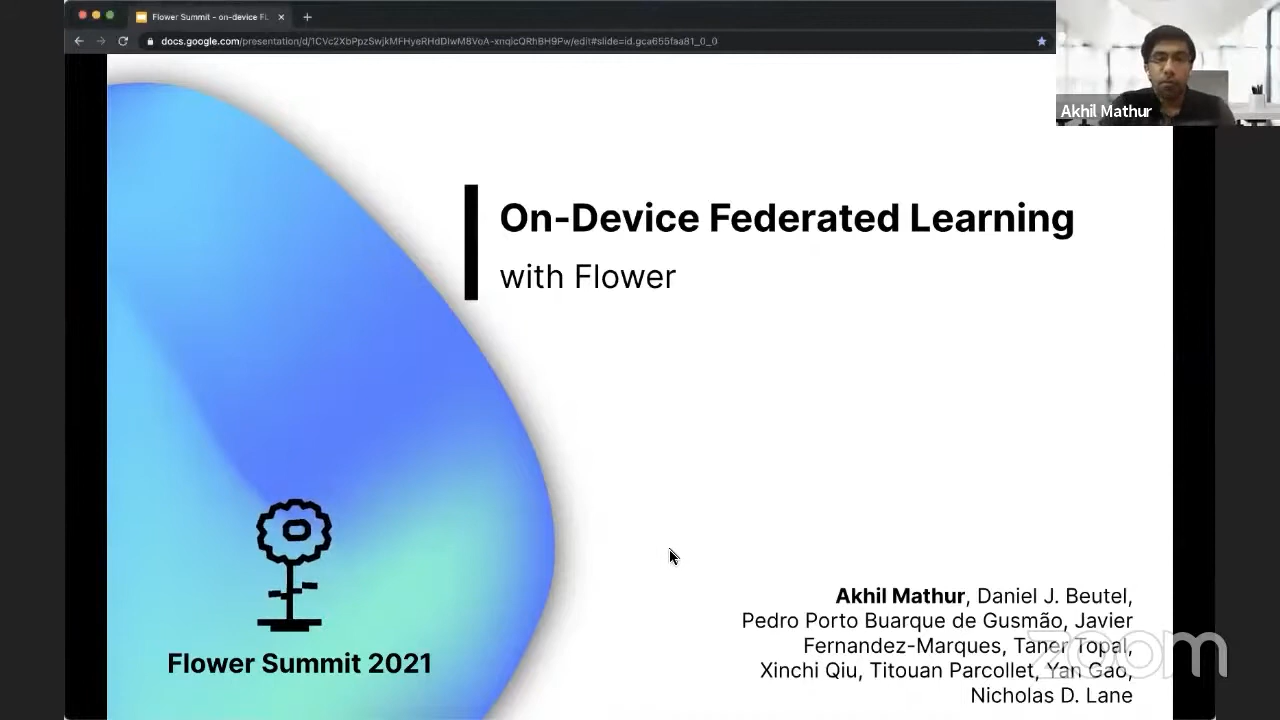 Flower Summit - on-device FL
docs.google.com/presentation/d/1CVc2XbPpzSwjkMFHyeRHdDlwM8VoA-xnqicQRhBH9Pw/edit#slide=id.gca655faa81_0_0
Akhil Mathur
On-Device Federated Learning
with Flower
Akhil Mathur, Daniel J. Beutel,
Pedro Porto Buarque de Gusmão, Javier
Fernandez-Marques, Taner Topal,
Xinchi Qiu, Titouan Parcollet, Yan Gao,
Nicholas D. Lane
zoom
Flower Summit 2021